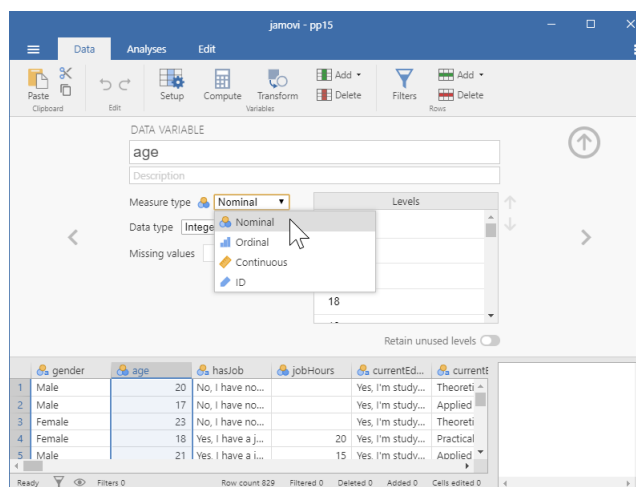 jamovi - pp15
Data Analyses Edit
Paste Setup Compute Transform Add Delete Filters Add Delete
Clipboard Edit Variables Rows
DATA VARIABLE
age
Description
Measure type Nominal Levels
Nominal
Data type Intege
Ordinal
Missing values
Continuous
ID
18
Retain unused levels
gender age hasJob jobHours currentEd... currentE
1 Male 20 No, I have no... Yes, I'm study... Theoreti
2 Male 17 No, I have no... Yes, I'm study... Applied
3 Female 23 No, I have no... Yes, I'm study... Theoreti
4 Female 18 Yes, I have a j... 20 Yes, I'm study... Practical
5 Male 21 Yes, I have a j... 15 Yes, I'm study... Applied
Ready Filters 0 Row count 829 Filtered 0 Deleted 0 Added 0 Cells edited 0